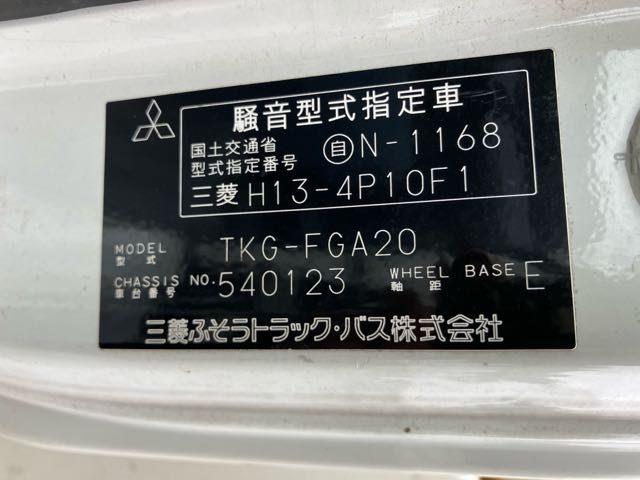 騒音型式指定車
国土交通省
型式指定番号 自N-1168
三菱 H13-4P10F1
MODEL
型式 TKG-FGA20
CHASSIS NO.
車台番号 540123 WHEEL BASE
軸距 E
三菱ふそうトラック・バス株式会社